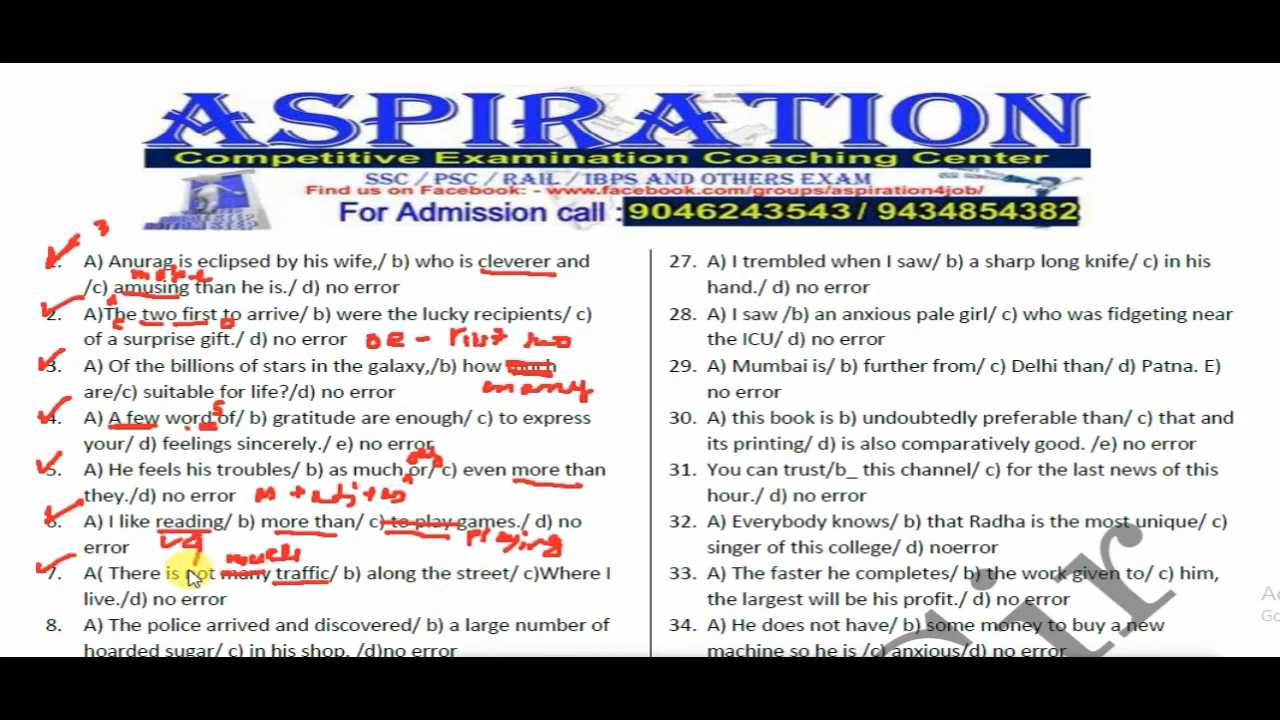 ASPIRATION
Competitive Examination Coaching Center
SSC / PSC / RAIL / IBPS AND OTHERS EXAM
Find us on Facebook: - www.facebook.com/groups/aspiration4job/
For Admission call : 9046243543 / 9434854382
3
A) Anurag is eclipsed by his wife,/ b) who is cleverer and
more
/c) amusing than he is./ d) no error
2. A)The two first to arrive/ b) were the lucky recipients/ c)
of a surprise gift./ d) no error
first two
3. A) Of the billions of stars in the galaxy,/b) how much
many
are/c) suitable for life?/d) no error
4. A) A few word of/ b) gratitude are enough/ c) to express
s
your/ d) feelings sincerely./ e) no error
5. A) He feels his troubles/ b) as much or/ c) even more than
they./d) no error
+ adj + as
6. A) I like reading/ b) more than/ c) to play games./ d) no
error
playing
much
7. A( There is not many traffic/ b) along the street/ c)Where I
live./d) no error
8. A) The police arrived and discovered/ b) a large number of
hoarded sugar/ c) in his shop. /d)no error
27. A) I trembled when I saw/ b) a sharp long knife/ c) in his
hand./ d) no error
28. A) I saw /b) an anxious pale girl/ c) who was fidgeting near
the ICU/ d) no error
29. A) Mumbai is/ b) further from/ c) Delhi than/ d) Patna. E)
no error
30. A) this book is b) undoubtedly preferable than/ c) that and
its printing/ d) is also comparatively good. /e) no error
31. You can trust/b_ this channel/ c) for the last news of this
hour./ d) no error
32. A) Everybody knows/ b) that Radha is the most unique/ c)
singer of this college/ d) noerror
33. A) The faster he completes/ b) the work given to/ c) him,
the largest will be his profit./ d) no error
34. A) He does not have/ b) some money to buy a new
machine so he is /c) anxious/d) no error
Sir